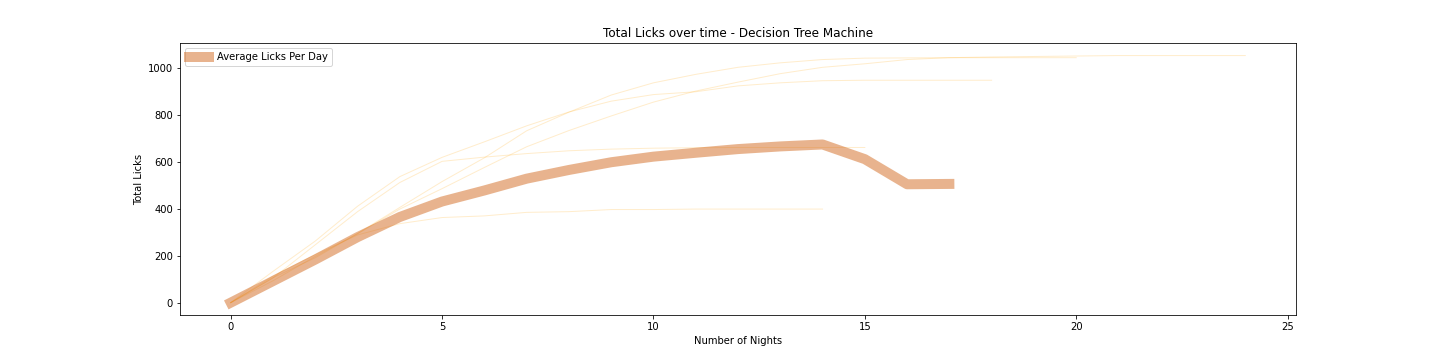 Total Licks over time - Decision Tree Machine
Average Licks Per Day
1000
800
600
400
200
0
Total Licks
0 5 10 15 20 25
Number of Nights